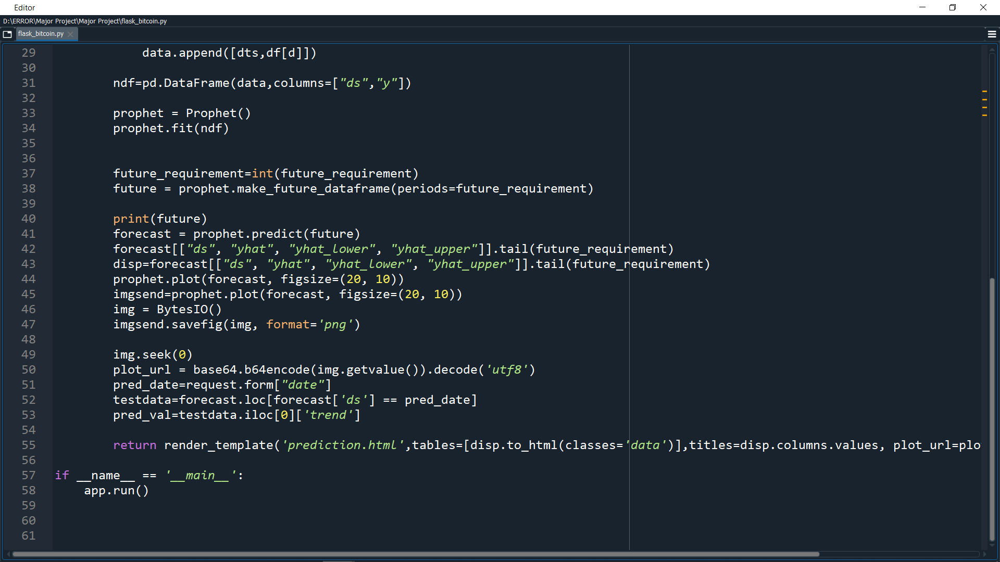 Editor
D:\ERROR\Major Project\Major Project\flask_bitcoin.py
flask_bitcoin.py
29             data.append([dts,df[d]])
30
31         ndf=pd.DataFrame(data,columns=["ds","y"])
32
33         prophet = Prophet()
34         prophet.fit(ndf)
35
36
37         future_requirement=int(future_requirement)
38         future = prophet.make_future_dataframe(periods=future_requirement)
39
40         print(future)
41         forecast = prophet.predict(future)
42         forecast[["ds", "yhat", "yhat_lower", "yhat_upper"]].tail(future_requirement)
43         disp=forecast[["ds", "yhat", "yhat_lower", "yhat_upper"]].tail(future_requirement)
44         prophet.plot(forecast, figsize=(20, 10))
45         imgsend=prophet.plot(forecast, figsize=(20, 10))
46         img = BytesIO()
47         imgsend.savefig(img, format='png')
48
49         img.seek(0)
50         plot_url = base64.b64encode(img.getvalue()).decode('utf8')
51         pred_date=request.form["date"]
52         testdata=forecast.loc[forecast['ds'] == pred_date]
53         pred_val=testdata.iloc[0]['trend']
54
55         return render_template('prediction.html',tables=[disp.to_html(classes='data')],titles=disp.columns.values, plot_url=plo
56
57 if __name__ == '__main__':
58     app.run()
59
60
61